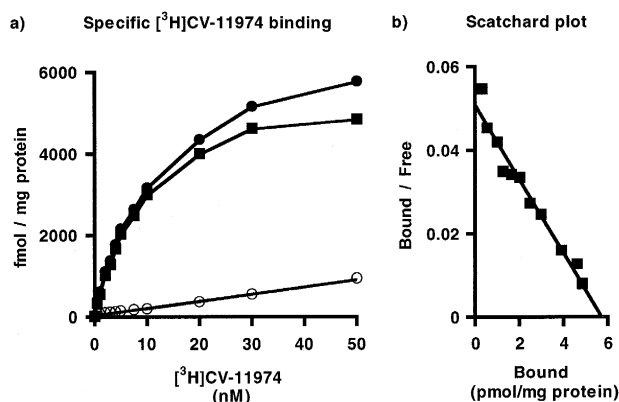 a) Specific [³H]CV-11974 binding
fmol / mg protein
6000
4000
2000
0
0 10 20 30 40 50
[³H]CV-11974
(nM)
b) Scatchard plot
Bound / Free
0.06
0.04
0.02
0
0 2 4 6 8
Bound
(pmol/mg protein)